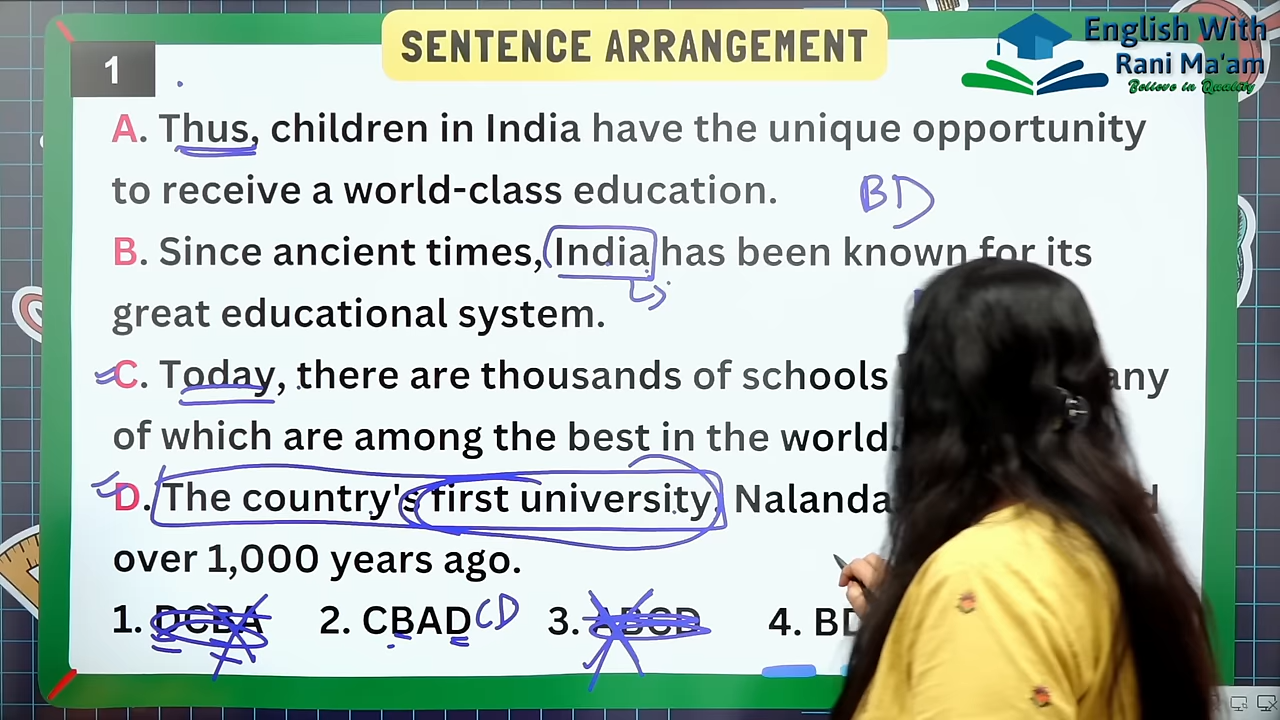 SENTENCE ARRANGEMENT
English With
Rani Ma'am
Believe in Quality
1
A. Thus, children in India have the unique opportunity
to receive a world-class education.
BD
B. Since ancient times, India has been known for its
great educational system.
C. Today, there are thousands of schools
of which are among the best in the world.
D. The country's first university, Nalanda
over 1,000 years ago.
1. DCBA 2. CBAD CD 3. ABCD 4. BD